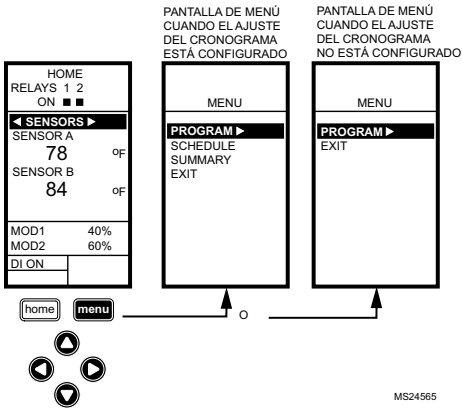 PANTALLA DE MENÚ
CUANDO EL AJUSTE
DEL CRONOGRAMA
ESTÁ CONFIGURADO
PANTALLA DE MENÚ
CUANDO EL AJUSTE
DEL CRONOGRAMA
NO ESTÁ CONFIGURADO
HOME
RELAYS 1 2
ON ■ ■
◄ SENSORS ►
SENSOR A
78 ºF
SENSOR B
84 ºF
MOD1 40%
MOD2 60%
DI ON
MENU
PROGRAM ►
SCHEDULE
SUMMARY
EXIT
MENU
PROGRAM ►
EXIT
home
menu
O
MS24565